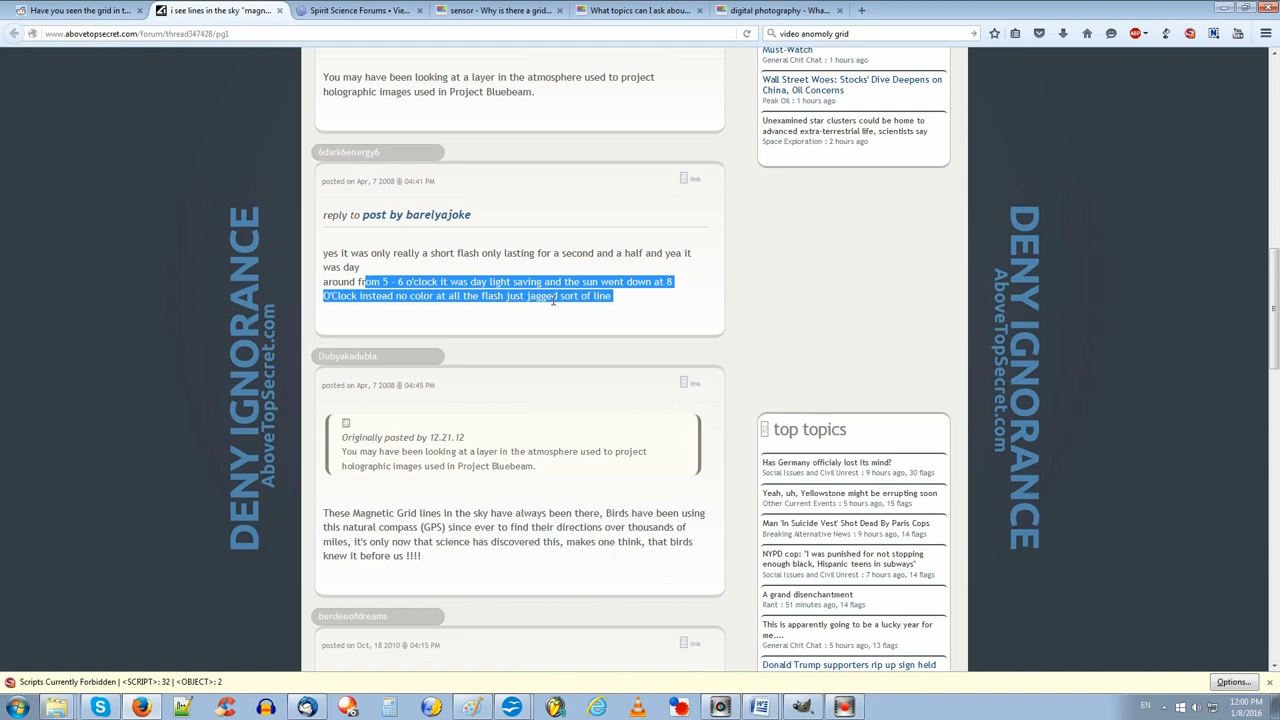 Have you seen the grid in t...
i see lines in the sky "magn...
Spirit Science Forums • Vie...
sensor - Why is there a grid...
What topics can I ask abou...
digital photography - Wha...
www.abovetopsecret.com/forum/thread347428/pg1
video anomoly grid
You may have been looking at a layer in the atmosphere used to project
holographic images used in Project Bluebeam.
6dark6energy6
posted on Apr, 7 2008 @ 04:41 PM
link
reply to post by barelyajoke
yes it was only really a short flash only lasting for a second and a half and yea it
was day
around from 5 - 6 o'clock it was day light saving and the sun went down at 8
O'Clock instead no color at all the flash just jagged sort of line
Dubyakadubla
posted on Apr, 7 2008 @ 04:45 PM
link
Originally posted by 12.21.12
You may have been looking at a layer in the atmosphere used to project
holographic images used in Project Bluebeam.
These Magnetic Grid lines in the sky have always been there, Birds have been using
this natural compass (GPS) since ever to find their directions over thousands of
miles, it's only now that science has discovered this, makes one think, that birds
knew it before us !!!!
burdenofdreams
posted on Oct, 18 2010 @ 04:15 PM
link
Must-Watch
General Chit Chat : 1 hours ago
Wall Street Woes: Stocks' Dive Deepens on
China, Oil Concerns
Peak Oil : 1 hours ago
Unexamined star clusters could be home to
advanced extra-terrestrial life, scientists say
Space Exploration : 2 hours ago
top topics
Has Germany officialy lost its mind?
Social Issues and Civil Unrest : 9 hours ago, 30 flags
Yeah, uh, Yellowstone might be errupting soon
Other Current Events : 5 hours ago, 15 flags
Man 'In Suicide Vest' Shot Dead By Paris Cops
Breaking Alternative News : 9 hours ago, 14 flags
NYPD cop: "I was punished for not stopping
enough black, Hispanic teens in subways"
Social Issues and Civil Unrest : 7 hours ago, 14 flags
A grand disenchantment
Rant : 51 minutes ago, 14 flags
This is apparently going to be a lucky year for
me....
General Chit Chat : 5 hours ago, 13 flags
Donald Trump supporters rip up sign held
DENY IGNORANCE
AboveTopSecret.com
DENY IGNORANCE
AboveTopSecret.com
Scripts Currently Forbidden | <SCRIPT>: 32 | <OBJECT>: 2
Options...
EN
12:00 PM
1/8/2016